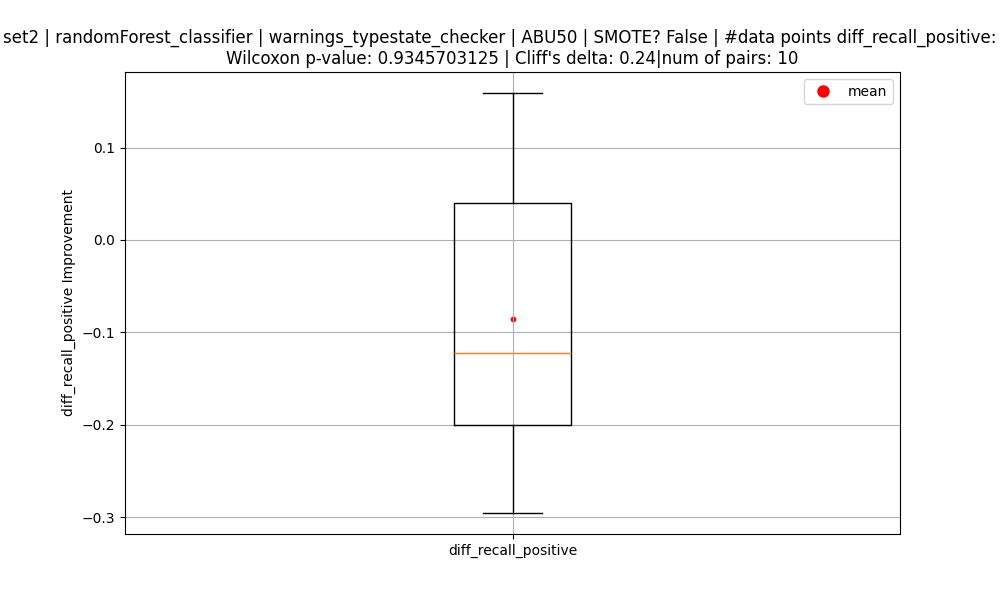 set2 | randomForest_classifier | warnings_typestate_checker | ABU50 | SMOTE? False | #data points diff_recall_positive:
Wilcoxon p-value: 0.9345703125 | Cliff's delta: 0.24|num of pairs: 10
mean
0.1
0.0
−0.1
−0.2
−0.3
diff_recall_positive Improvement
diff_recall_positive